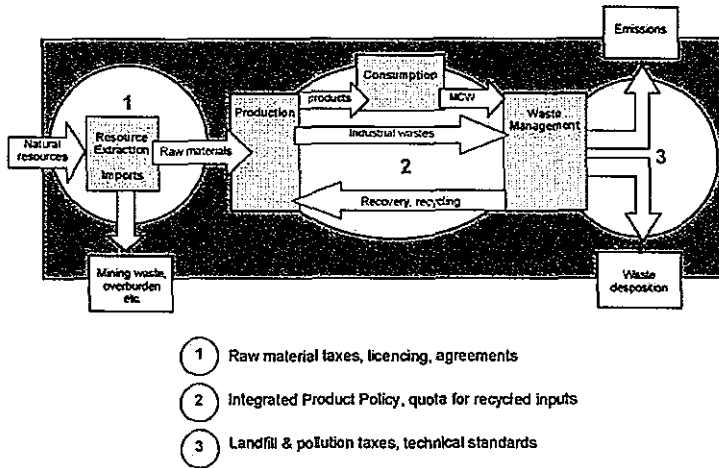 Emissions
1
Consumption
products
MCW
Production
Waste
Management
Natural
resources
Resource
Extraction
Imports
Raw materials
Industrial wastes
2
3
Recovery, recycling
Mining waste,
overburden
etc.
Waste
desposition
1 Raw material taxes, licencing, agreements
2 Integrated Product Policy, quota for recycled inputs
3 Landfill & pollution taxes, technical standards